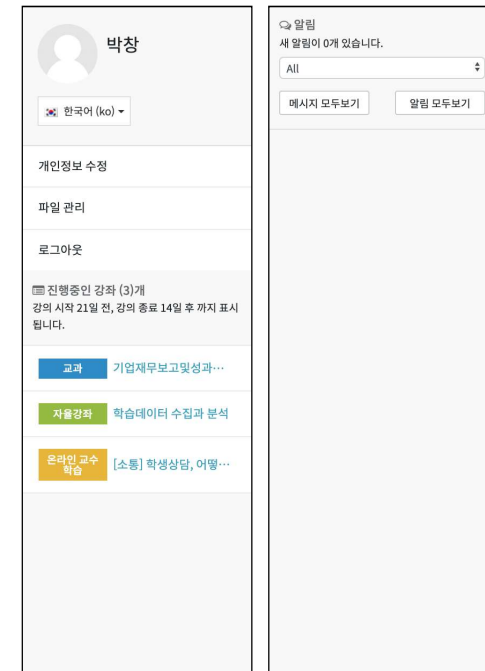 박창
한국어 (ko)
개인정보 수정
파일 관리
로그아웃
진행중인 강좌 (3)개
강의 시작 21일 전, 강의 종료 14일 후 까지 표시
됩니다.
교과 기업재무보고및성과…
자율강좌 학습데이터 수집과 분석
온라인 교수
학습 [소통] 학생상담, 어떻…
알림
새 알림이 0개 있습니다.
All
메시지 모두보기 알림 모두보기